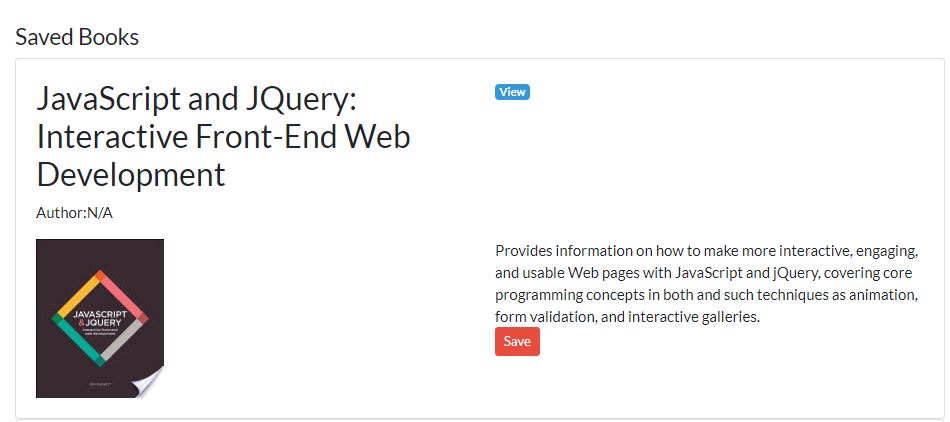 Saved Books
JavaScript and JQuery:
Interactive Front-End Web
Development
View
Author:N/A
JAVASCRIPT
& JQUERY
interactive front-end
web development
JON DUCKETT
Provides information on how to make more interactive, engaging,
and usable Web pages with JavaScript and jQuery, covering core
programming concepts in both and such techniques as animation,
form validation, and interactive galleries.
Save